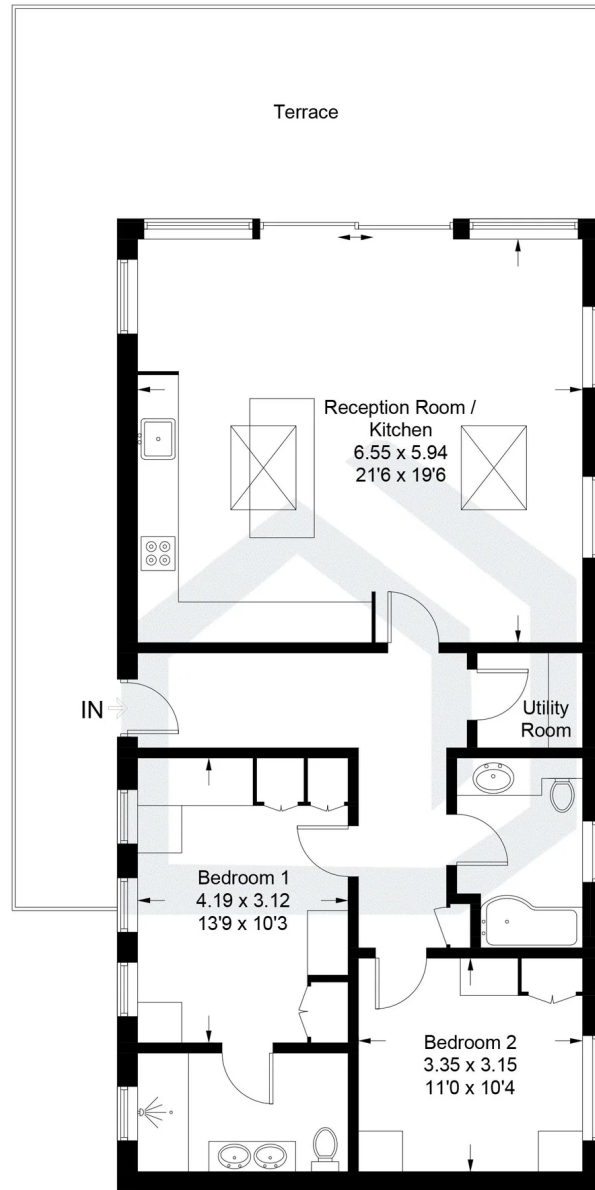 Terrace
Reception Room /
Kitchen
6.55 x 5.94
21'6 x 19'6
IN
Utility
Room
Bedroom 1
4.19 x 3.12
13'9 x 10'3
Bedroom 2
3.35 x 3.15
11'0 x 10'4